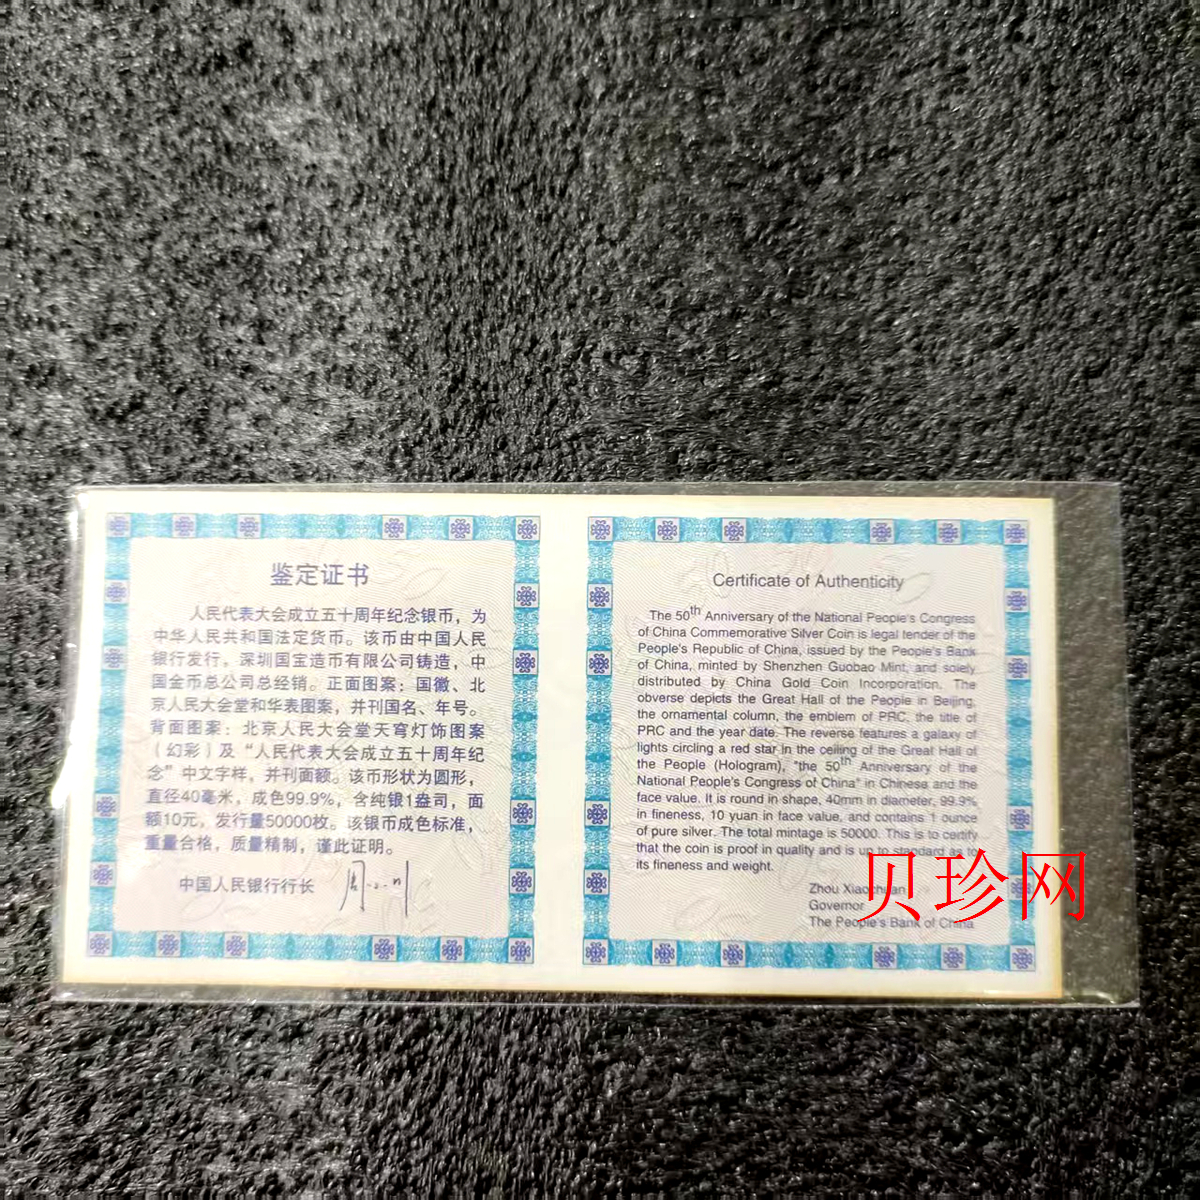 鉴定证书
人民代表大会成立五十周年纪念银币，为
中华人民共和国法定货币。该币由中国人民
银行发行，深圳国宝造币有限公司铸造，中
国金币总公司总经销。正面图案：国徽、北
京人民大会堂和华表图案，并刊国名、年号。
背面图案：北京人民大会堂天穹灯饰图案
（幻彩）及“人民代表大会成立五十周年纪
念”中文字样，并刊面额。该币形状为圆形，
直径40毫米，成色99.9%，含纯银1盎司，面
额10元，发行量50000枚。该银币成色标准，
重量合格，质量精制，谨此证明。
中国人民银行行长
Certificate of Authenticity
The 50th Anniversary of the National People's Congress
of China Commemorative Silver Coin is legal tender of the
People's Republic of China, issued by the People's Bank
of China, minted by Shenzhen Guobao Mint, and solely
distributed by China Gold Coin Incorporation. The
obverse depicts the Great Hall of the People in Beijing,
the ornamental column, the emblem of PRC, the title of
PRC and the year date. The reverse features a galaxy of
lights circling a red star in the ceiling of the Great Hall of
the People (Hologram), "the 50th Anniversary of the
National People's Congress of China" in Chinese and the
face value. It is round in shape, 40mm in diameter, 99.9%
in fineness, 10 yuan in face value, and contains 1 ounce
of pure silver. The total mintage is 50000. This is to certify
that the coin is proof in quality and is up to standard as to
its fineness and weight.
Zhou Xiaochuan
Governor
The People's Bank of China
贝珍网